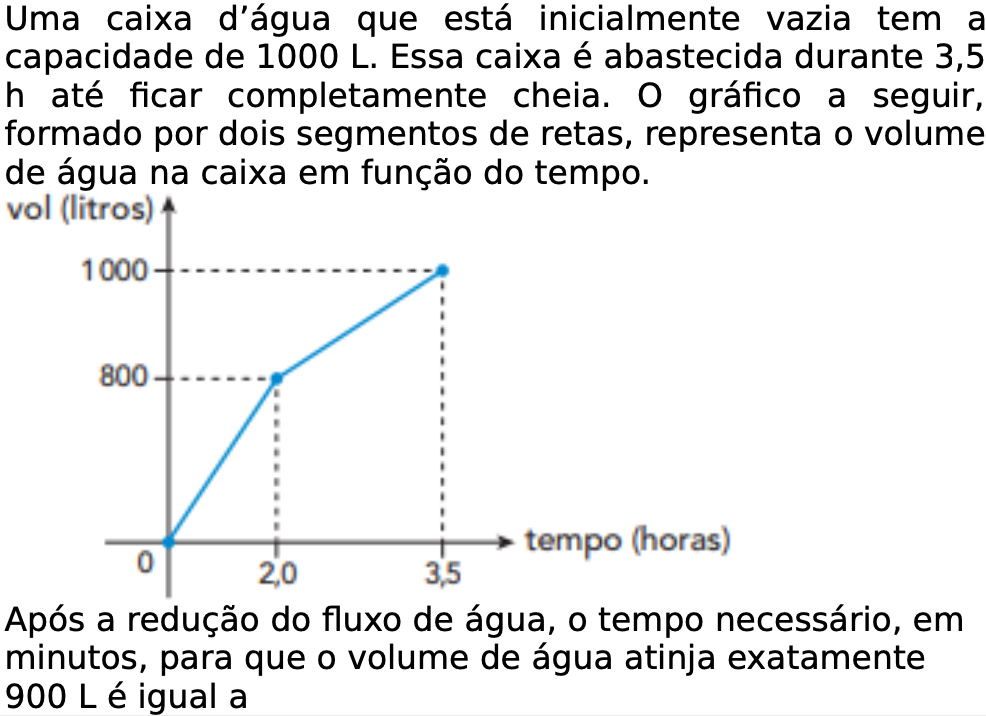 Uma caixa d’água que está inicialmente vazia tem a
capacidade de 1000 L. Essa caixa é abastecida durante 3,5
h até ficar completamente cheia. O gráfico a seguir,
formado por dois segmentos de retas, representa o volume
de água na caixa em função do tempo.
vol (litros)
1 000
800
0
2,0
3,5
tempo (horas)
Após a redução do fluxo de água, o tempo necessário, em
minutos, para que o volume de água atinja exatamente
900 L é igual a